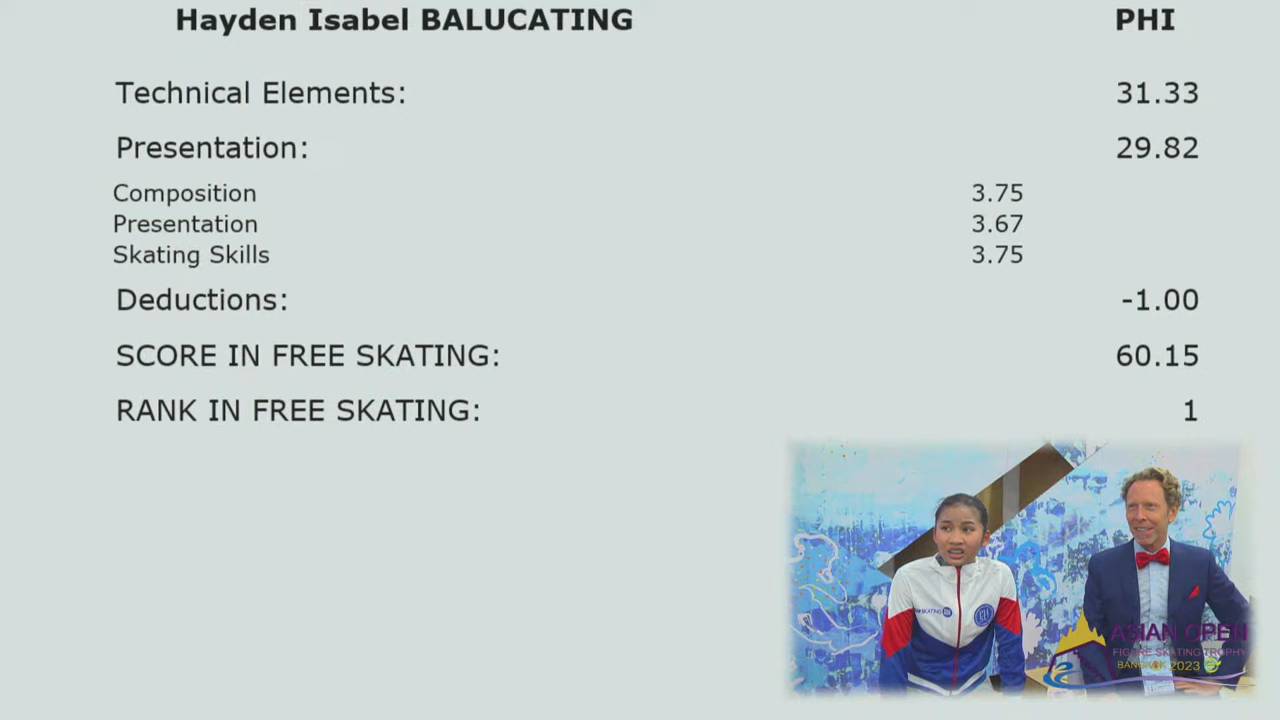 Hayden Isabel BALUCATING PHI
Technical Elements: 31.33
Presentation: 29.82
Composition 3.75
Presentation 3.67
Skating Skills 3.75
Deductions: -1.00
SCORE IN FREE SKATING: 60.15
RANK IN FREE SKATING: 1
SKATING
ASIAN OPEN
FIGURE SKATING TROPHY
BANGKOK 2023